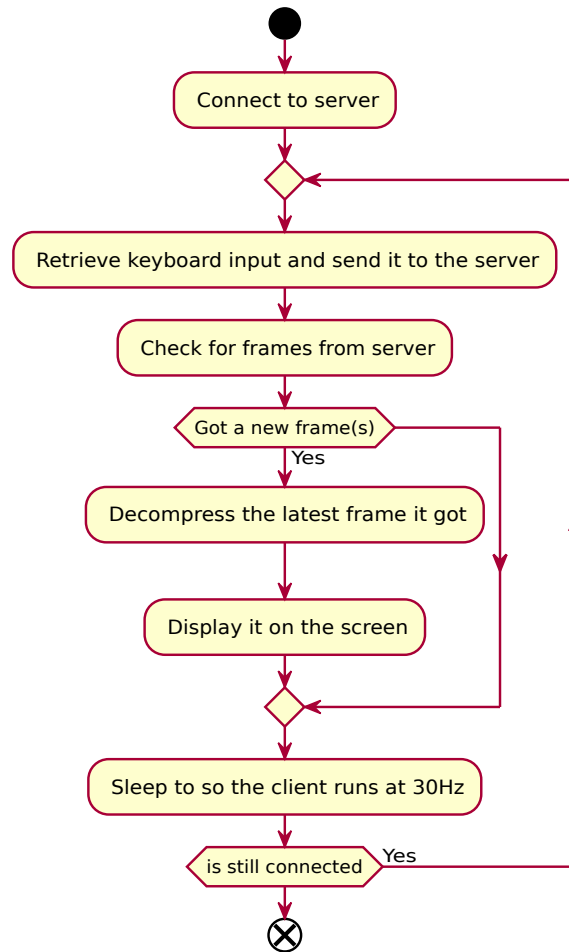 Connect to server
Retrieve keyboard input and send it to the server
Check for frames from server
Got a new frame(s)
Yes
Decompress the latest frame it got
Display it on the screen
Sleep to so the client runs at 30Hz
is still connected
Yes